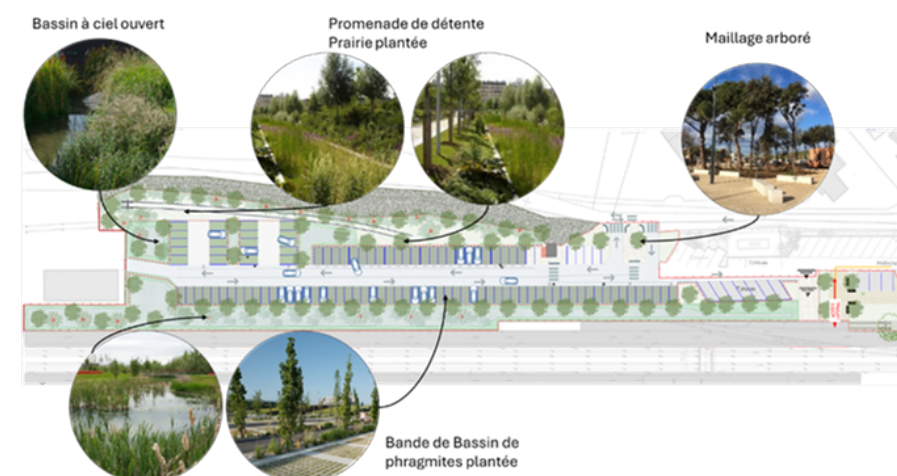 Bassin à ciel ouvert
Promenade de détente
Prairie plantée
Maillage arboré
Bande de Bassin de
phragmites plantée